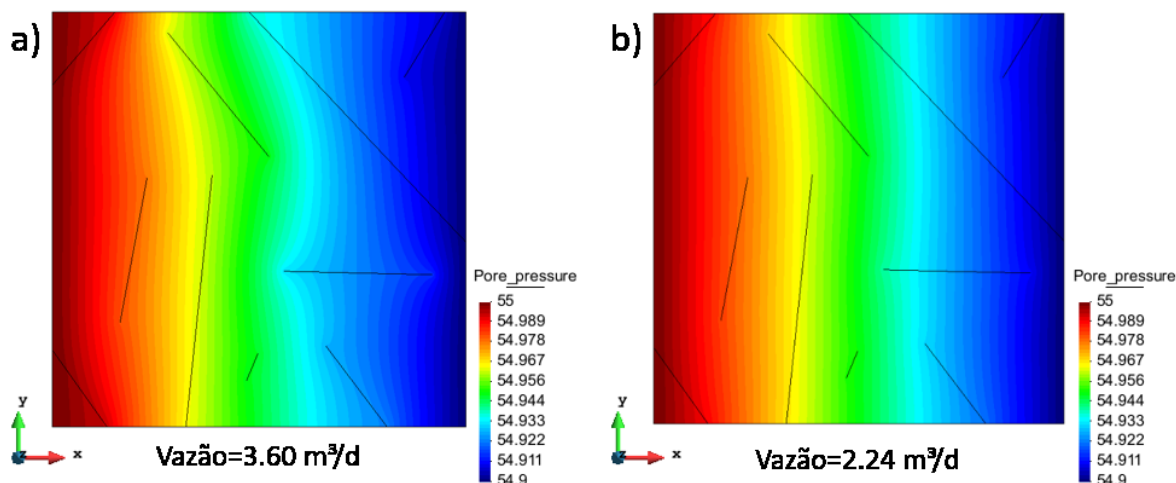 a)
Pore_pressure
55
54.989
54.978
54.967
54.956
54.944
54.933
54.922
54.911
54.9
y
z
x
Vazão=3.60 m³/d
b)
Pore_pressure
55
54.989
54.978
54.967
54.956
54.944
54.933
54.922
54.911
54.9
y
z
x
Vazão=2.24 m³/d